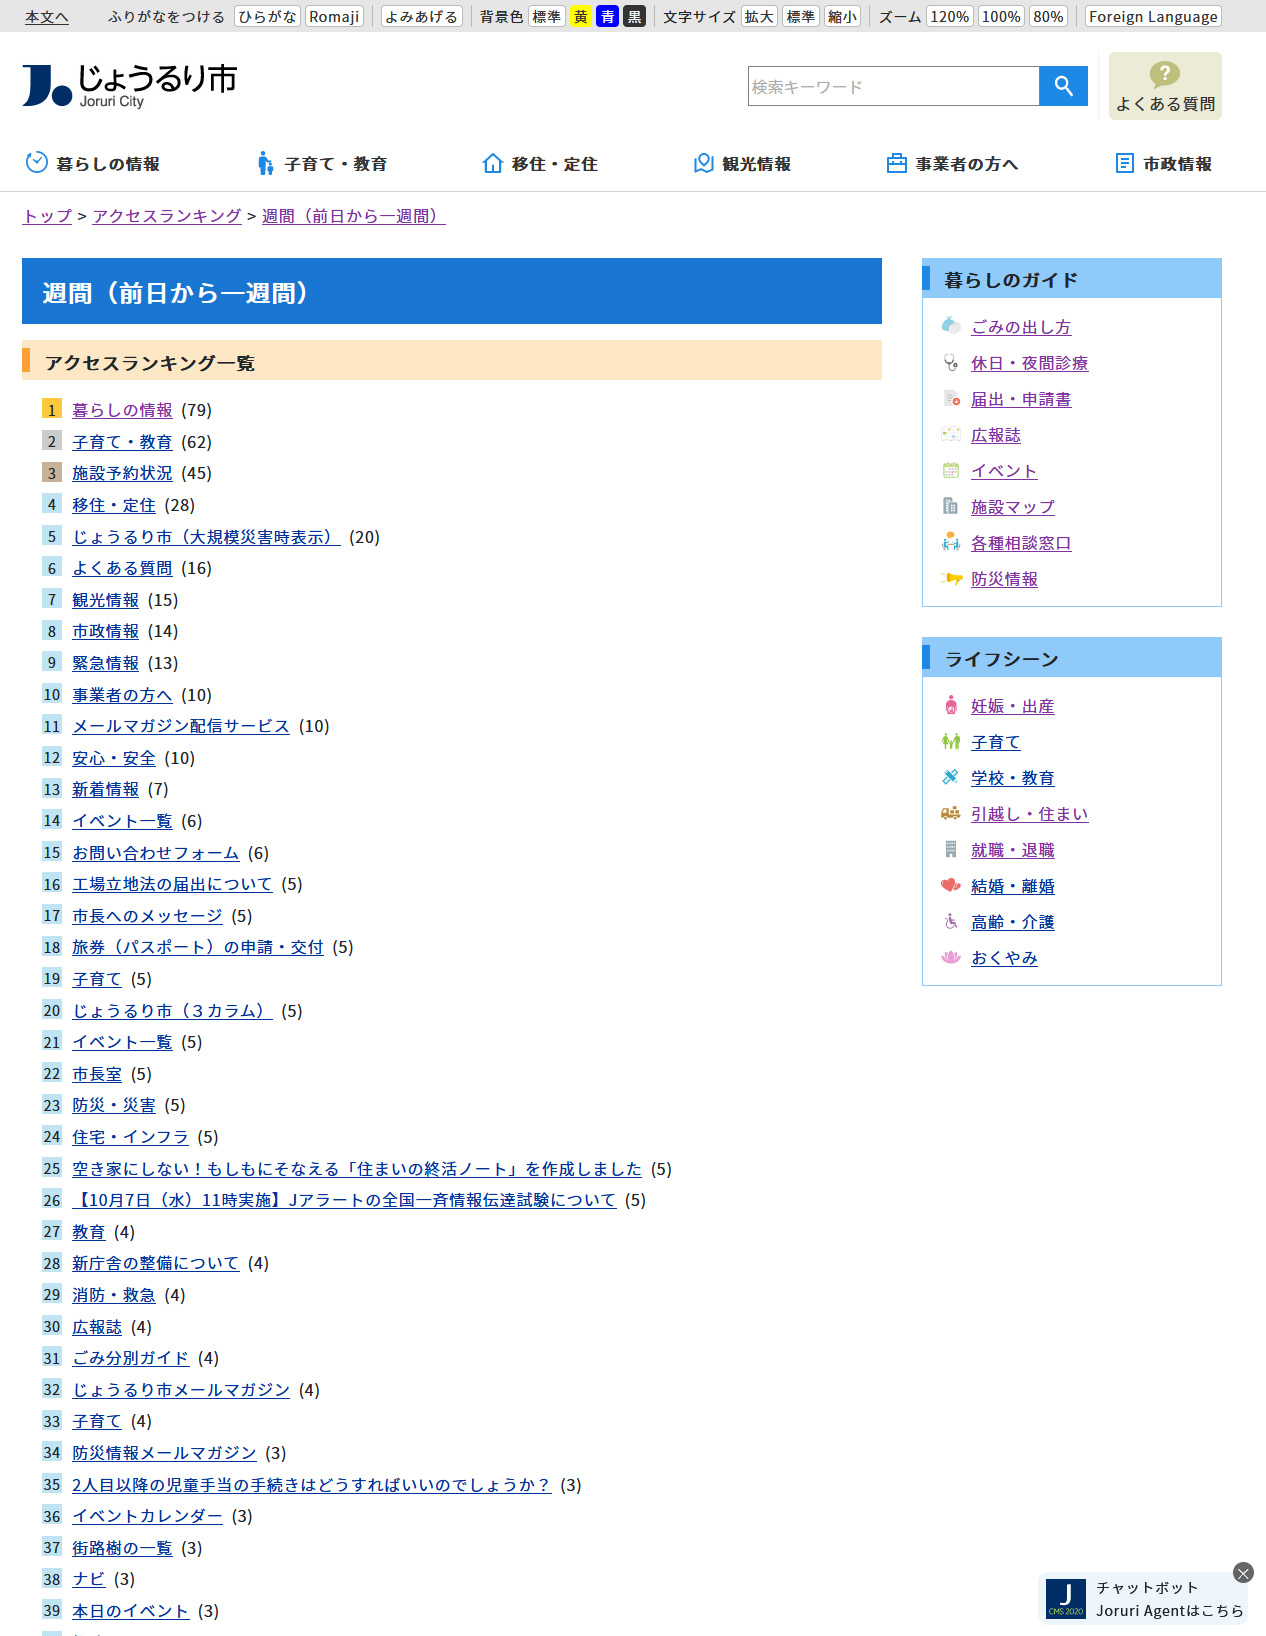 本文へ ふりがなをつける ひらがな Romaji よみあげる 背景色 標準 黄 青 黒 文字サイズ 拡大 標準 縮小 ズーム 120% 100% 80% Foreign Language
じょうるり市
Joruri City
検索キーワード
?
よくある質問
暮らしの情報 子育て・教育 移住・定住 観光情報 事業者の方へ 市政情報
トップ > アクセスランキング > 週間（前日から一週間）
週間（前日から一週間）
アクセスランキング一覧
1 暮らしの情報 (79)
2 子育て・教育 (62)
3 施設予約状況 (45)
4 移住・定住 (28)
5 じょうるり市（大規模災害時表示） (20)
6 よくある質問 (16)
7 観光情報 (15)
8 市政情報 (14)
9 緊急情報 (13)
10 事業者の方へ (10)
11 メールマガジン配信サービス (10)
12 安心・安全 (10)
13 新着情報 (7)
14 イベント一覧 (6)
15 お問い合わせフォーム (6)
16 工場立地法の届出について (5)
17 市長へのメッセージ (5)
18 旅券（パスポート）の申請・交付 (5)
19 子育て (5)
20 じょうるり市（３カラム） (5)
21 イベント一覧 (5)
22 市長室 (5)
23 防災・災害 (5)
24 住宅・インフラ (5)
25 空き家にしない！もしもにそなえる「住まいの終活ノート」を作成しました (5)
26 【10月7日（水）11時実施】Jアラートの全国一斉情報伝達試験について (5)
27 教育 (4)
28 新庁舎の整備について (4)
29 消防・救急 (4)
30 広報誌 (4)
31 ごみ分別ガイド (4)
32 じょうるり市メールマガジン (4)
33 子育て (4)
34 防災情報メールマガジン (3)
35 2人目以降の児童手当の手続きはどうすればいいのでしょうか？ (3)
36 イベントカレンダー (3)
37 街路樹の一覧 (3)
38 ナビ (3)
39 本日のイベント (3)
暮らしのガイド
ごみの出し方
休日・夜間診療
届出・申請書
広報誌
イベント
施設マップ
各種相談窓口
防災情報
ライフシーン
妊娠・出産
子育て
学校・教育
引越し・住まい
就職・退職
結婚・離婚
高齢・介護
おくやみ
J
CMS 2020
チャットボット
Joruri Agentはこちら